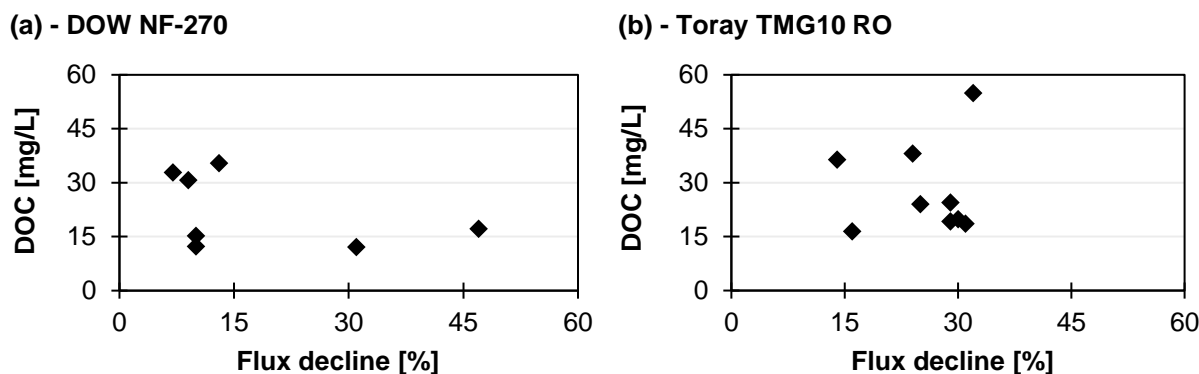 (a) - DOW NF-270
DOC [mg/L]
60
45
30
15
0
0 15 30 45 60
Flux decline [%]
(b) - Toray TMG10 RO
DOC [mg/L]
60
45
30
15
0
0 15 30 45 60
Flux decline [%]